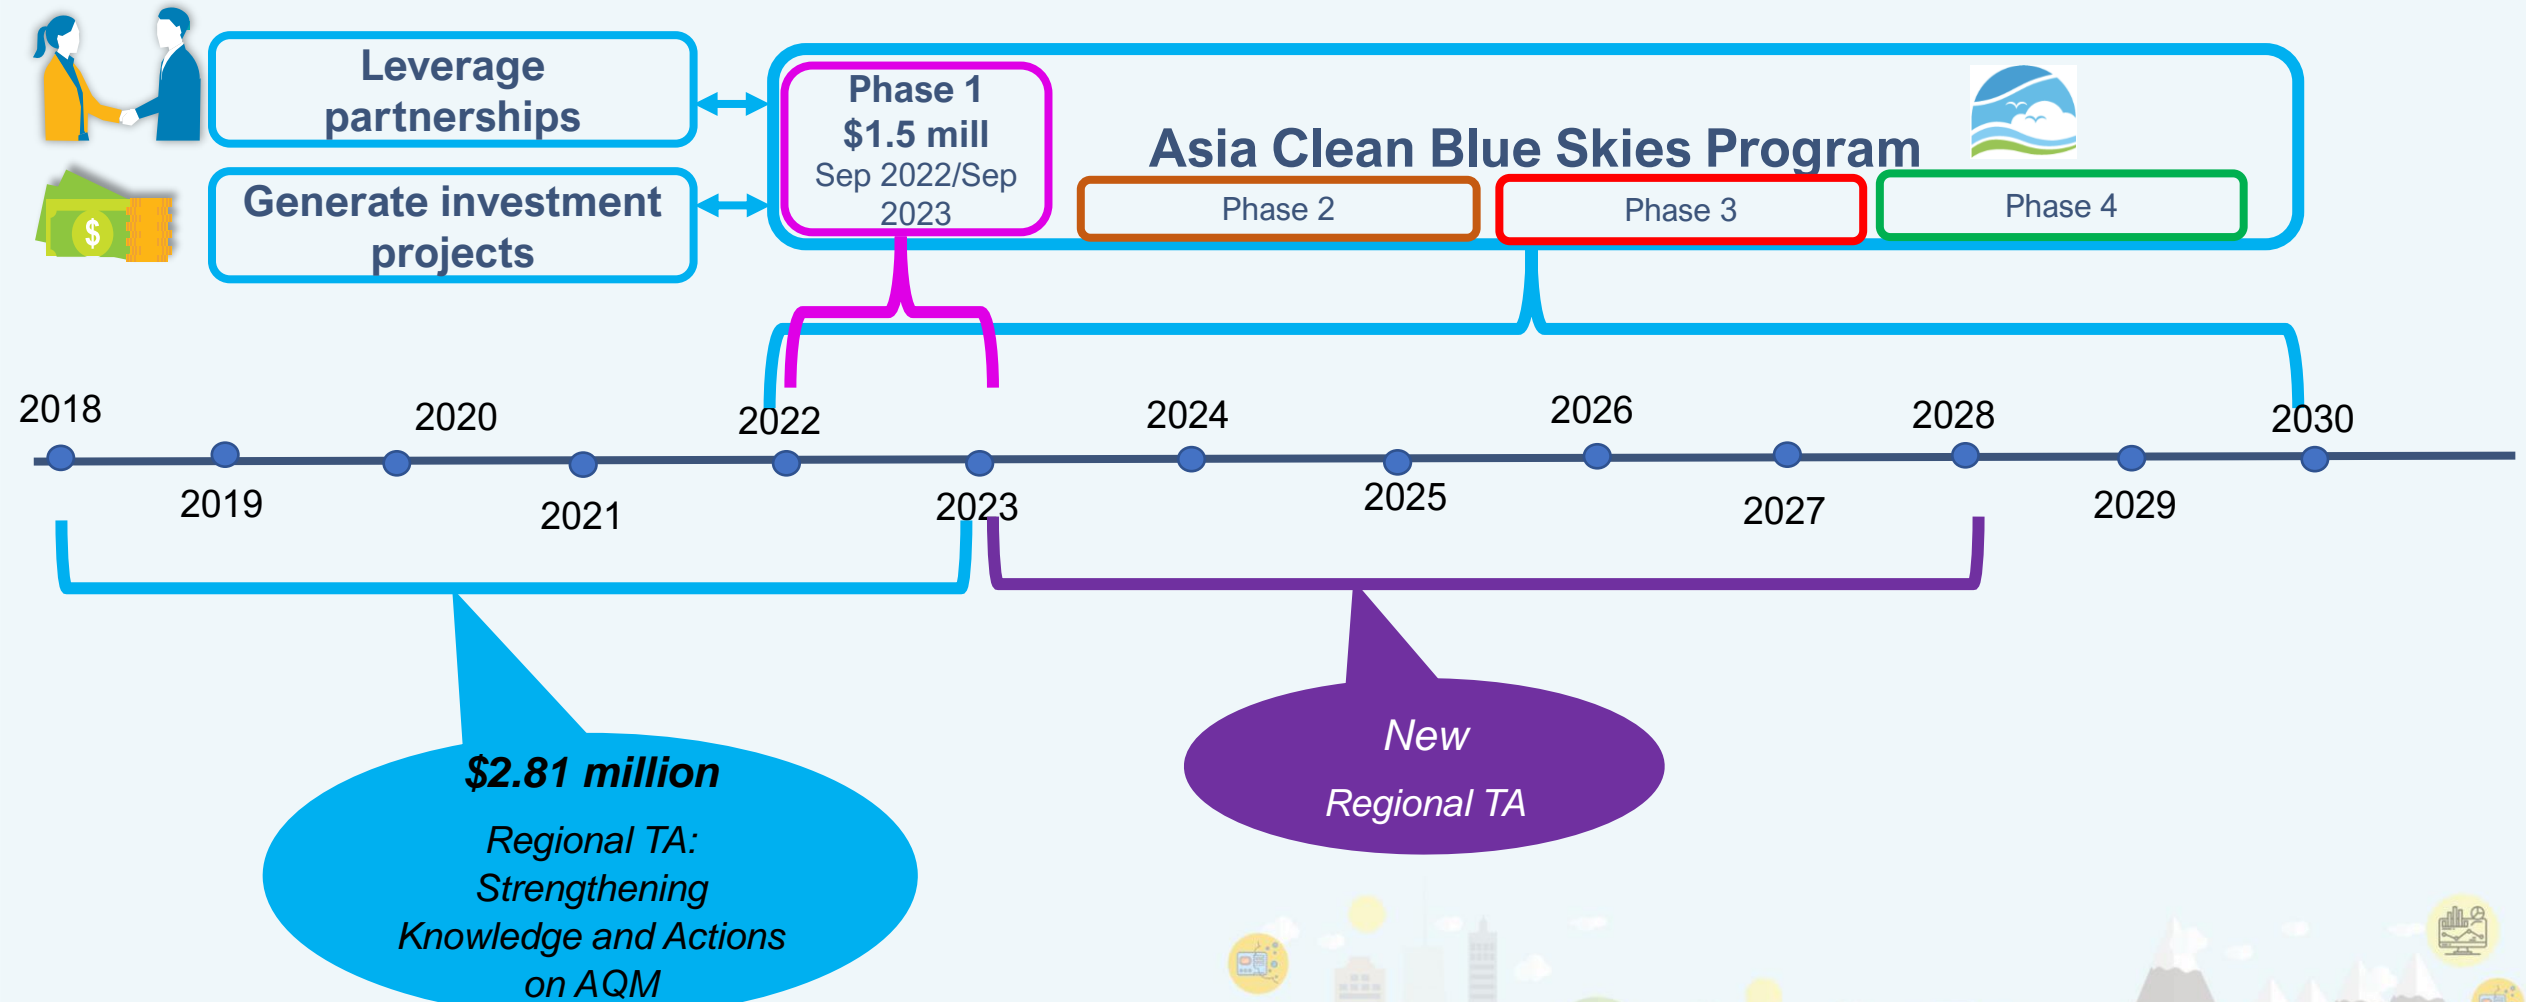 Leverage
partnerships
Generate investment
projects
Phase 1
$1.5 mill
Sep 2022/Sep
2023
Asia Clean Blue Skies Program
Phase 2
Phase 3
Phase 4
2018
2020
2022
2024
2026
2028
2030
2019
2021
2023
2025
2027
2029
$2.81 million
Regional TA:
Strengthening
Knowledge and Actions
on AQM
New
Regional TA
$